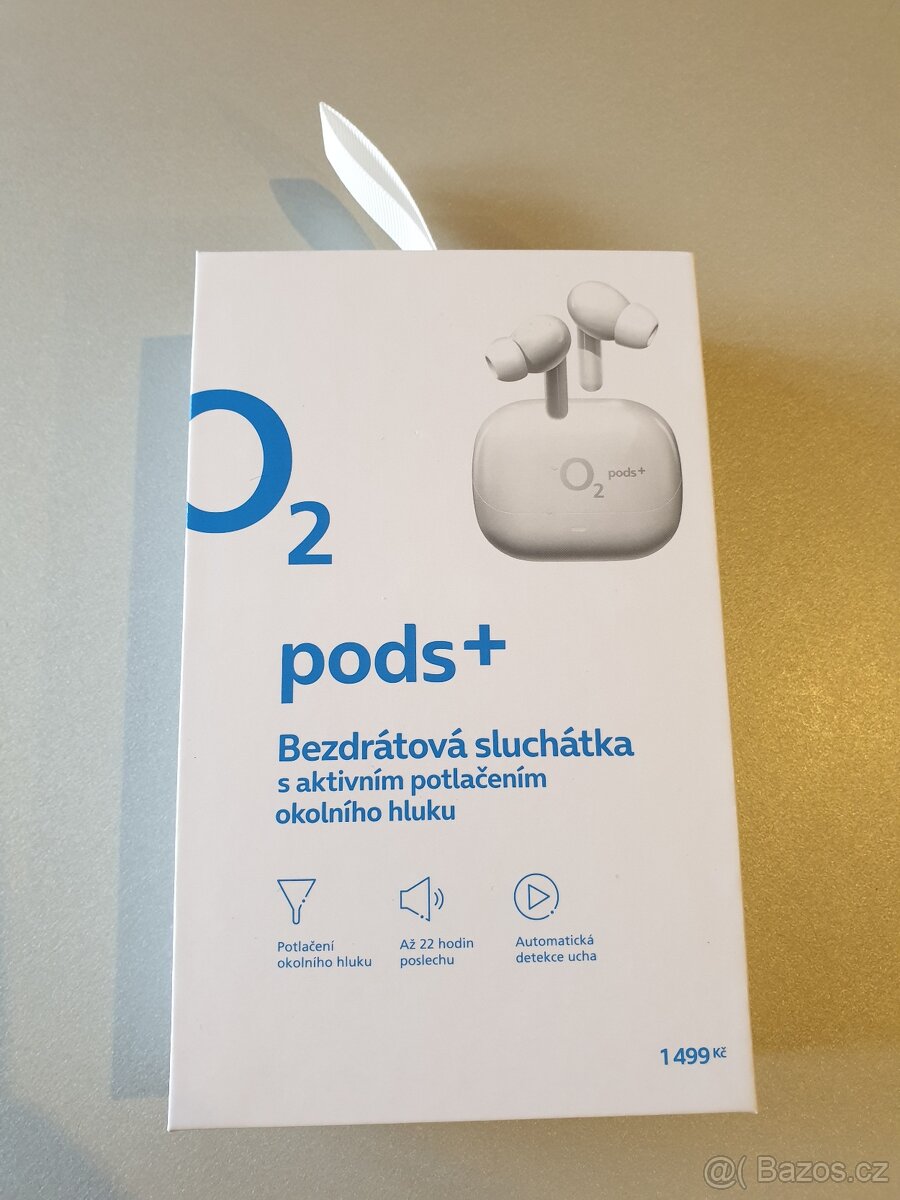 O2 pods+
O2
pods+
Bezdrátová sluchátka
s aktivním potlačením
okolního hluku
Potlačení
okolního hluku
Až 22 hodin
poslechu
Automatická
detekce ucha
1 499 Kč
@( Bazos.cz